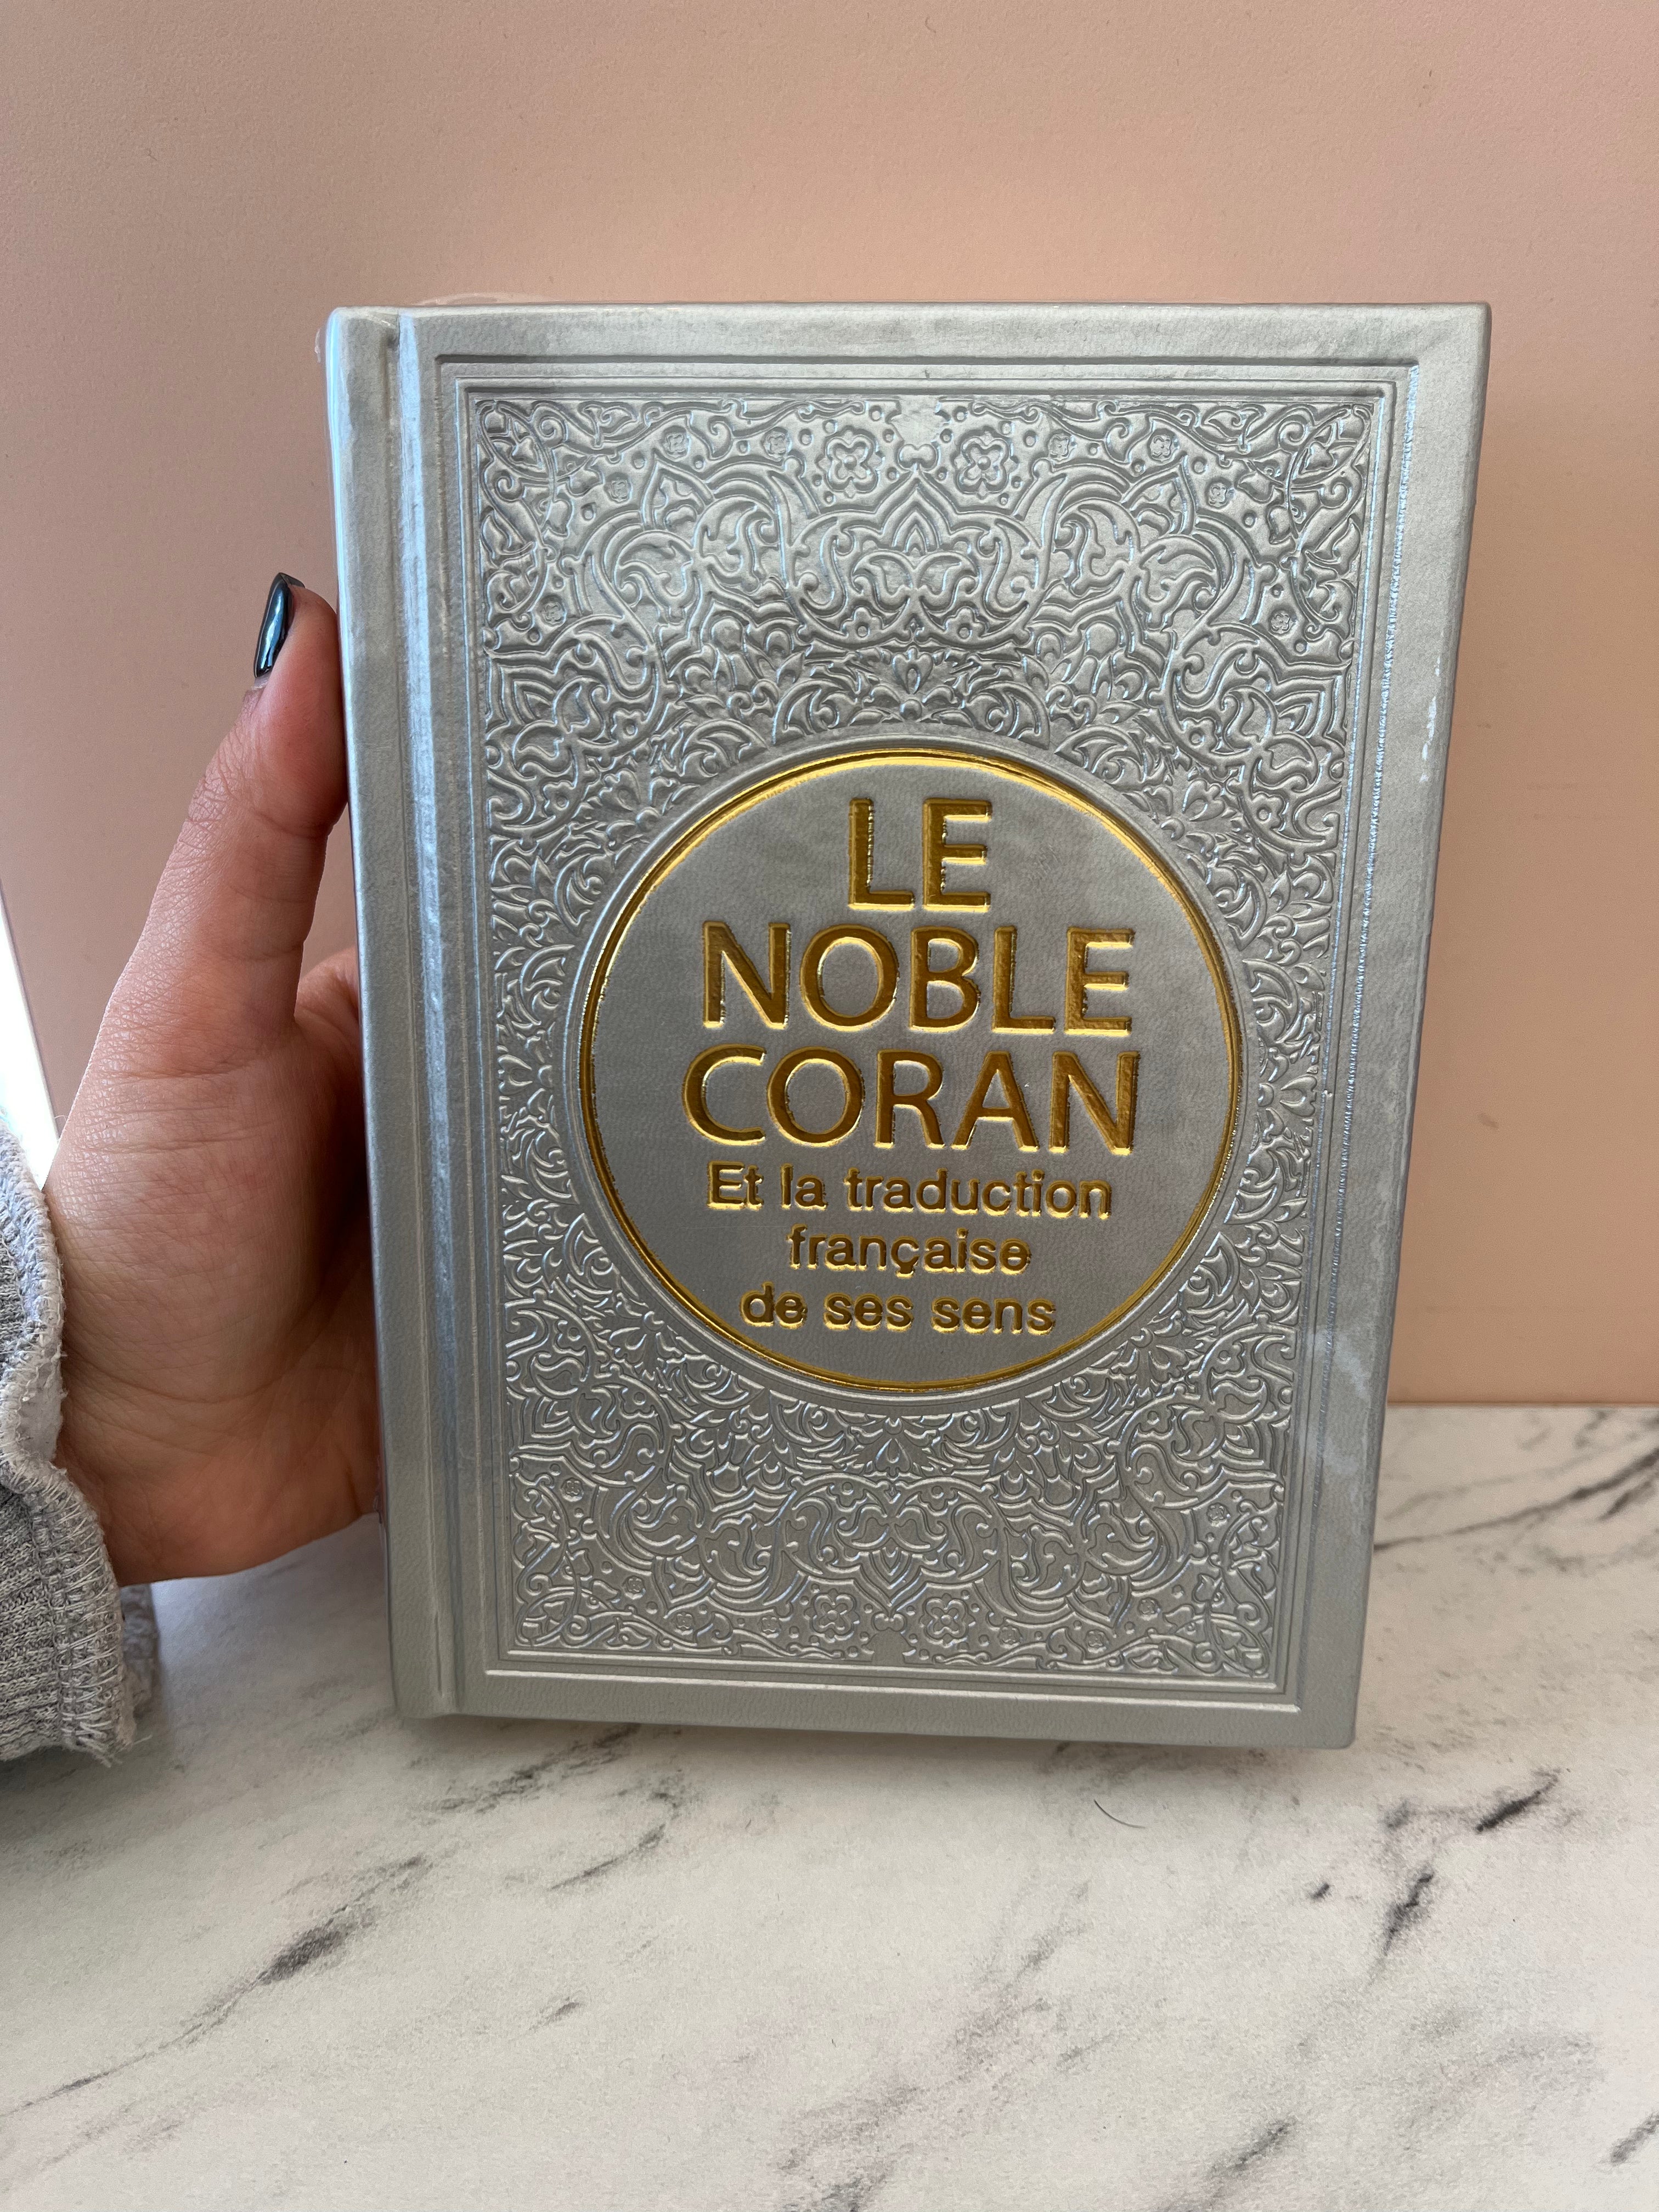 LE
NOBLE
CORAN
Et la traduction
française
de ses sens